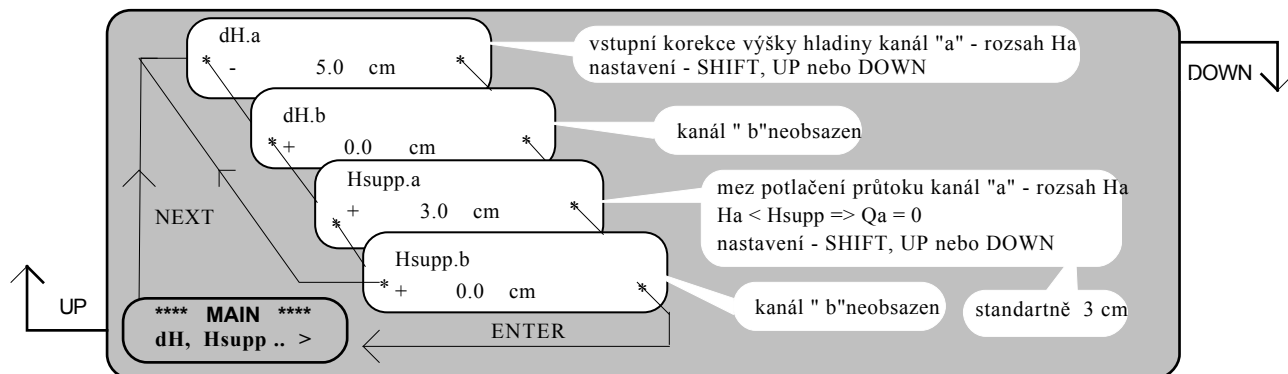 dH.a
* - 5.0 cm *
vstupní korekce výšky hladiny kanál "a" - rozsah Ha
nastavení - SHIFT, UP nebo DOWN
DOWN
dH.b
* + 0.0 cm *
kanál " b"neobsazen
Hsupp.a
* + 3.0 cm *
mez potlačení průtoku kanál "a" - rozsah Ha
Ha < Hsupp => Qa = 0
nastavení - SHIFT, UP nebo DOWN
NEXT
Hsupp.b
* + 0.0 cm *
kanál " b"neobsazen
standartně 3 cm
UP
**** MAIN ****
dH, Hsupp .. >
ENTER